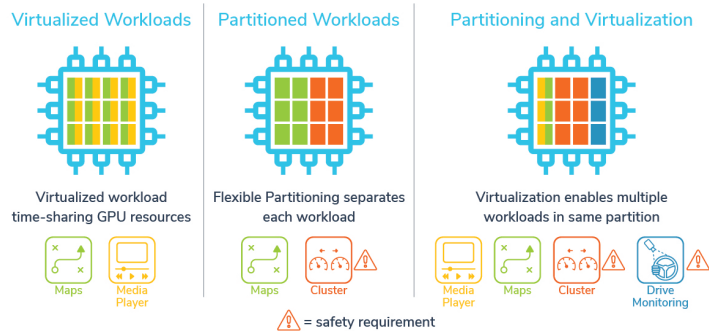 Virtualized Workloads
Virtualized workload
time-sharing GPU resources
Maps
Media
Player
Partitioned Workloads
Flexible Partitioning separates
each workload
Maps
Cluster
Partitioning and Virtualization
Virtualization enables multiple
workloads in same partition
Media
Player
Maps
Cluster
Drive
Monitoring
= safety requirement